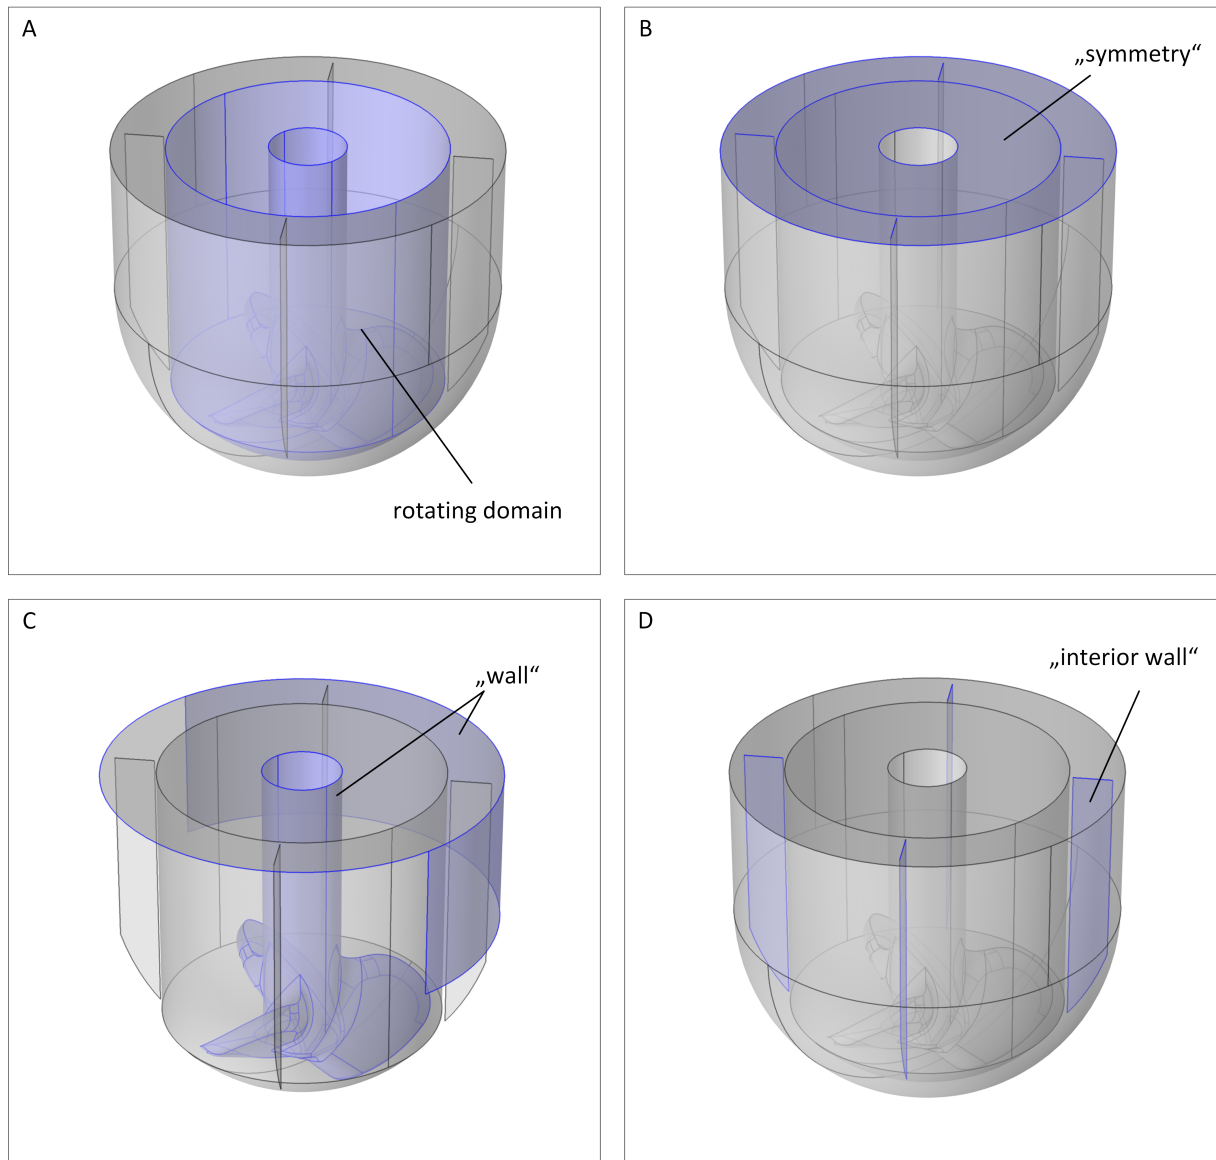 A
rotating domain
B
„symmetry“
C
„wall“
D
„interior wall“